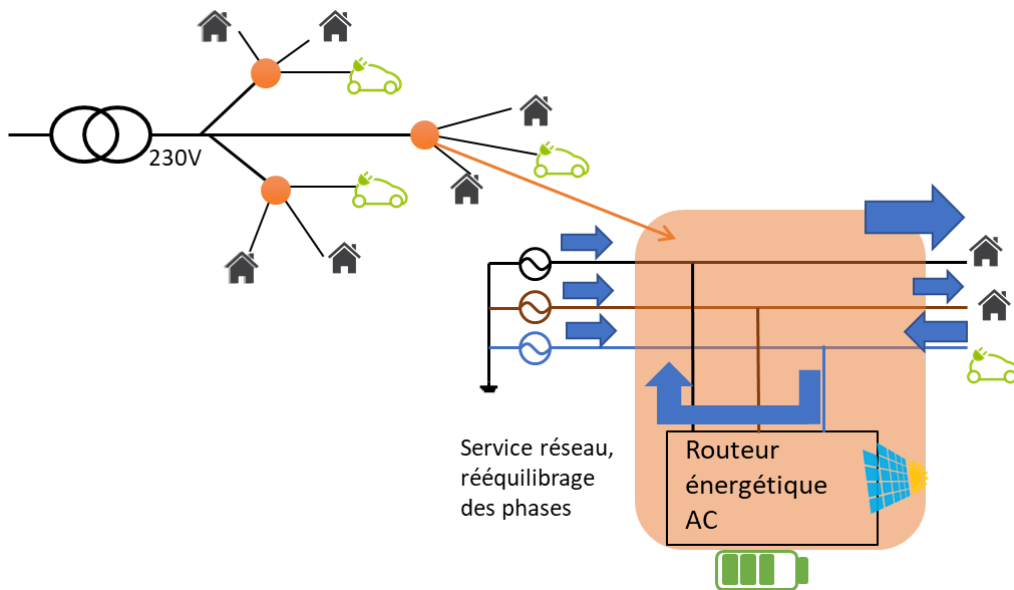 230V
Service réseau,
rééquilibrage
des phases
Routeur
énergétique
AC